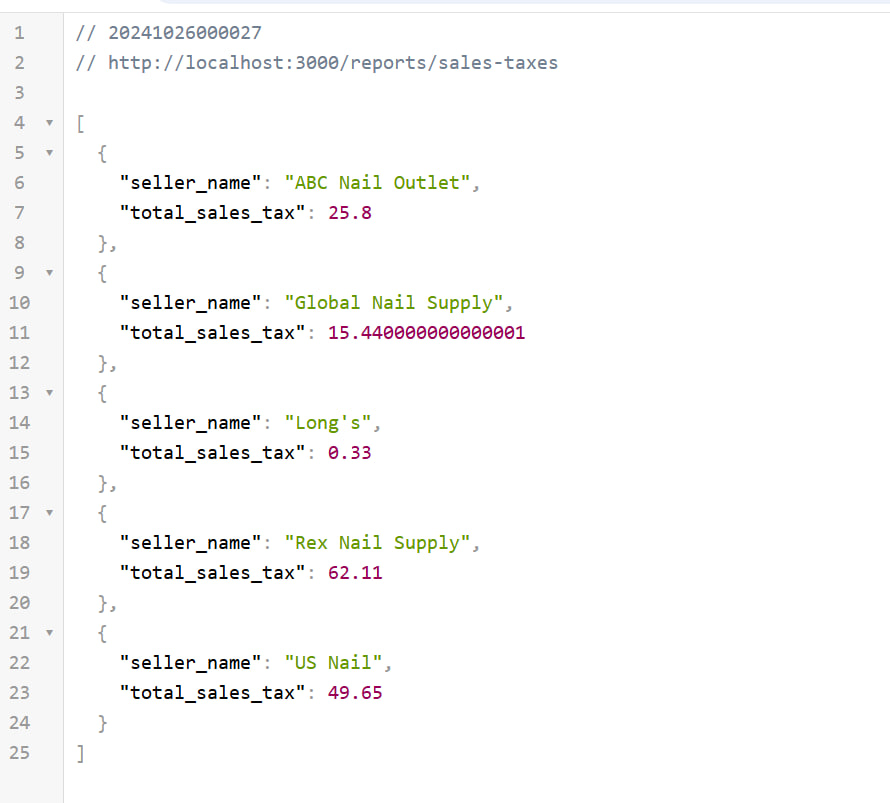 1 // 20241026000027
2 // http://localhost:3000/reports/sales-taxes
3
4 [
5 {
6 "seller_name": "ABC Nail Outlet",
7 "total_sales_tax": 25.8
8 },
9 {
10 "seller_name": "Global Nail Supply",
11 "total_sales_tax": 15.440000000000001
12 },
13 {
14 "seller_name": "Long's",
15 "total_sales_tax": 0.33
16 },
17 {
18 "seller_name": "Rex Nail Supply",
19 "total_sales_tax": 62.11
20 },
21 {
22 "seller_name": "US Nail",
23 "total_sales_tax": 49.65
24 }
25 ]